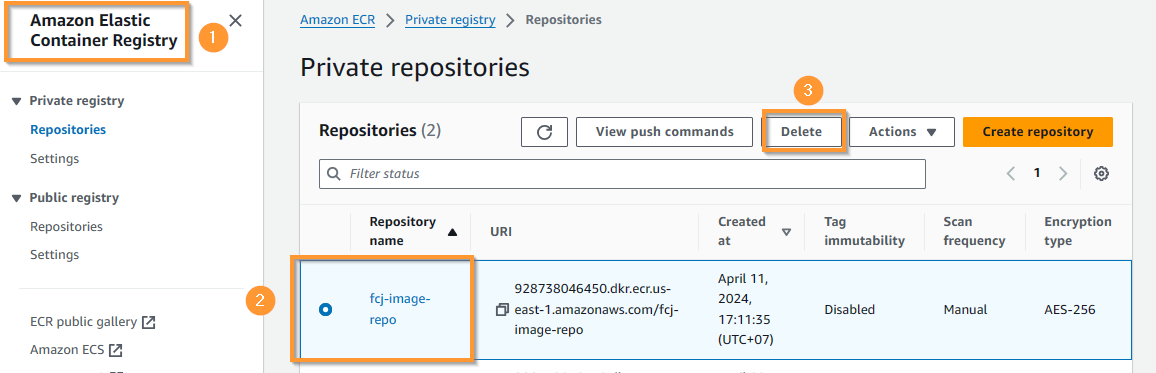 Amazon Elastic
Container Registry
1
Private registry
Repositories
Settings
Public registry
Repositories
Settings
2
ECR public gallery
Amazon ECS
Amazon ECR > Private registry > Repositories
Private repositories
3
Repositories (2)
View push commands
Delete
Actions
Create repository
Filter status
1
Repository name
URI
Created at
Tag immutability
Scan frequency
Encryption type
fcj-image-
repo
928738046450.dkr.ecr.us-
east-1.amazonaws.com/fcj-
image-repo
April 11,
2024,
17:11:35
(UTC+07)
Disabled
Manual
AES-256